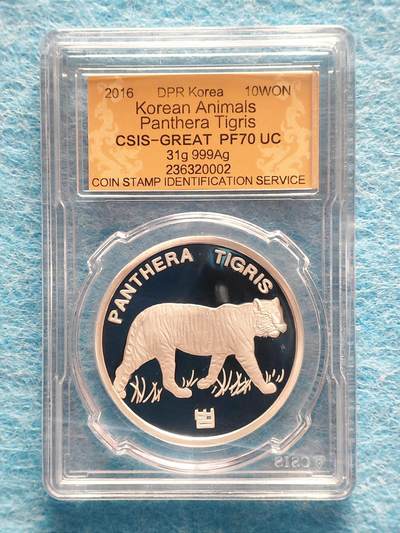 2016 DPR Korea 10WON
Korean Animals
Panthera Tigris
CSIS-GREAT PF70 UC
31g 999Ag
236320002
COIN STAMP IDENTIFICATION SERVICE
PANTHERA TIGRIS
CSIS